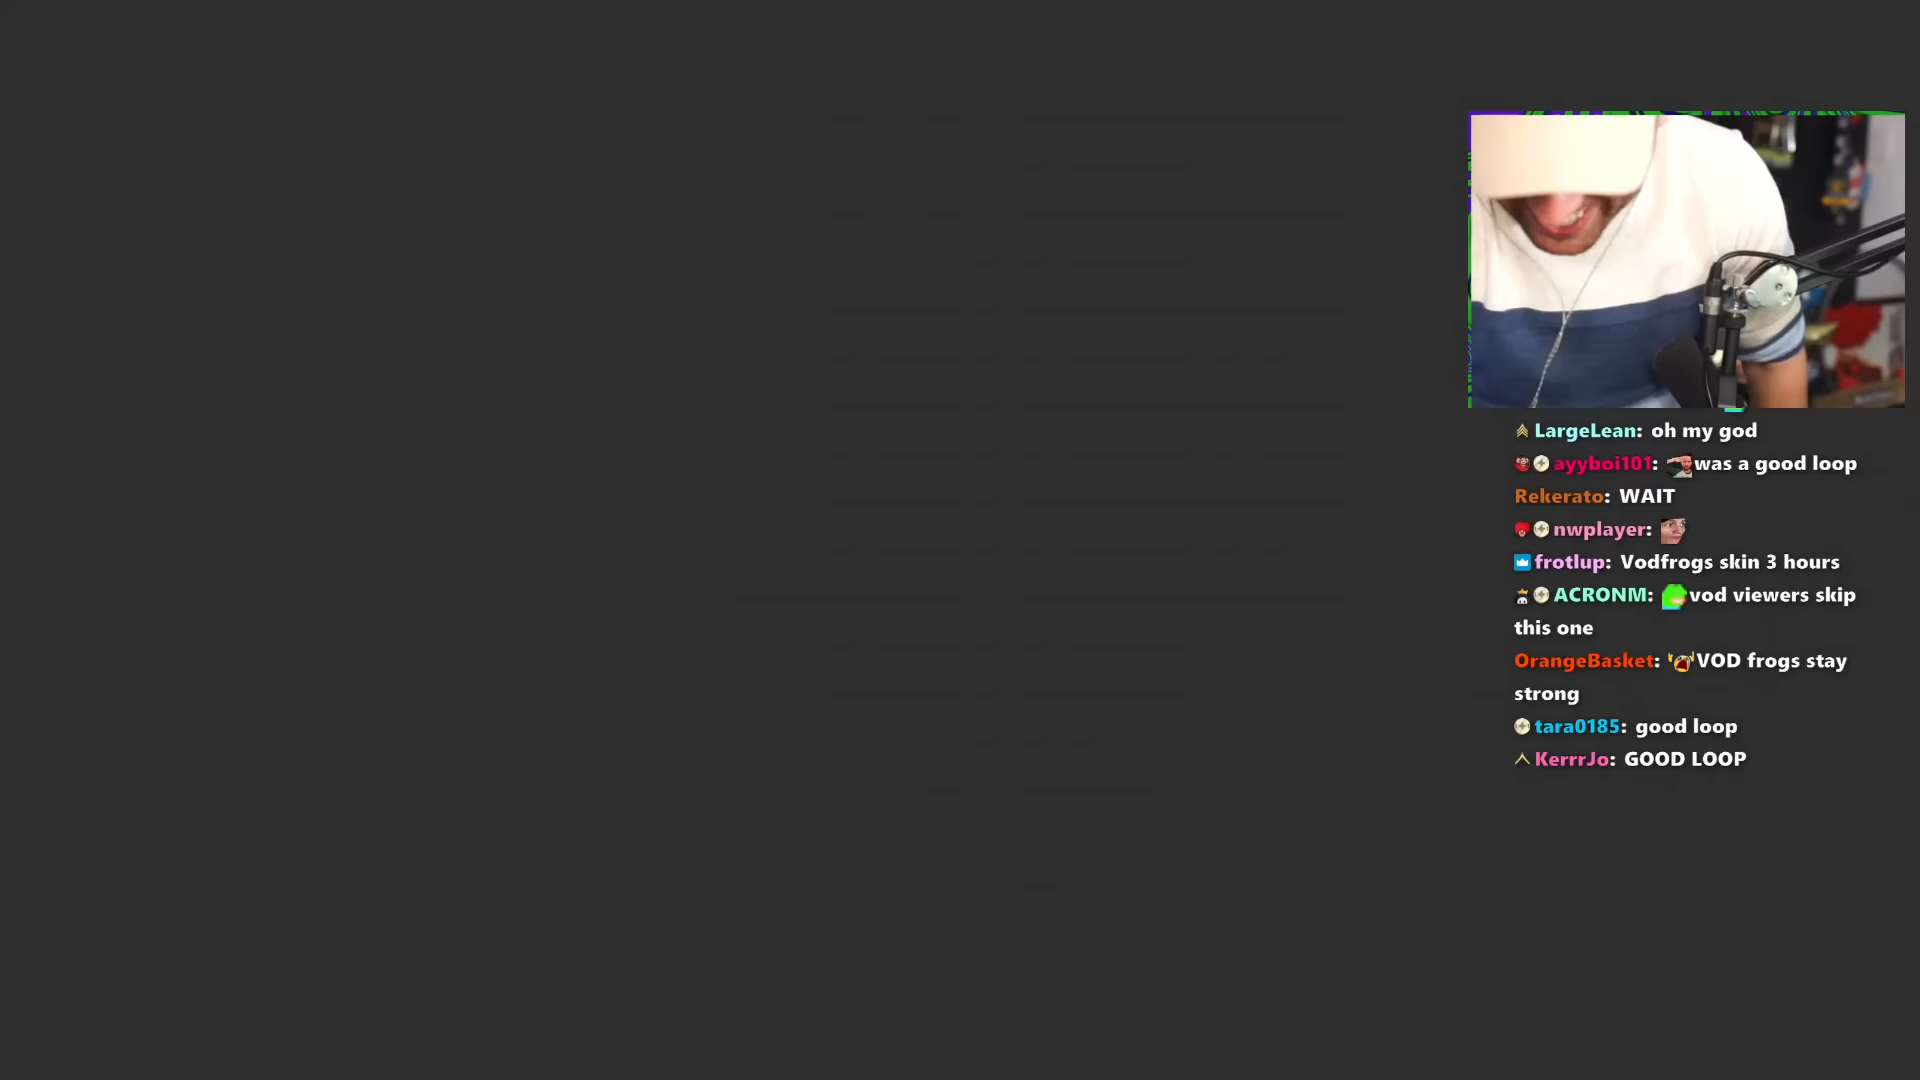 LargeLean: oh my god
ayyboi101: was a good loop
Rekerato: WAIT
nwplayer:
frotlup: Vodfrogs skin 3 hours
ACRONM: vod viewers skip
this one
OrangeBasket: VOD frogs stay
strong
tara0185: good loop
KerrrJo: GOOD LOOP